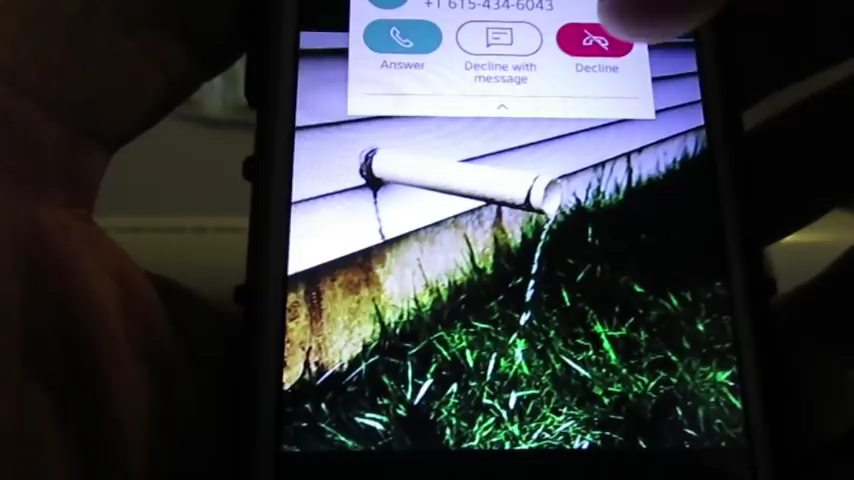 +1 615-434-6043
Answer
Decline with
message
Decline